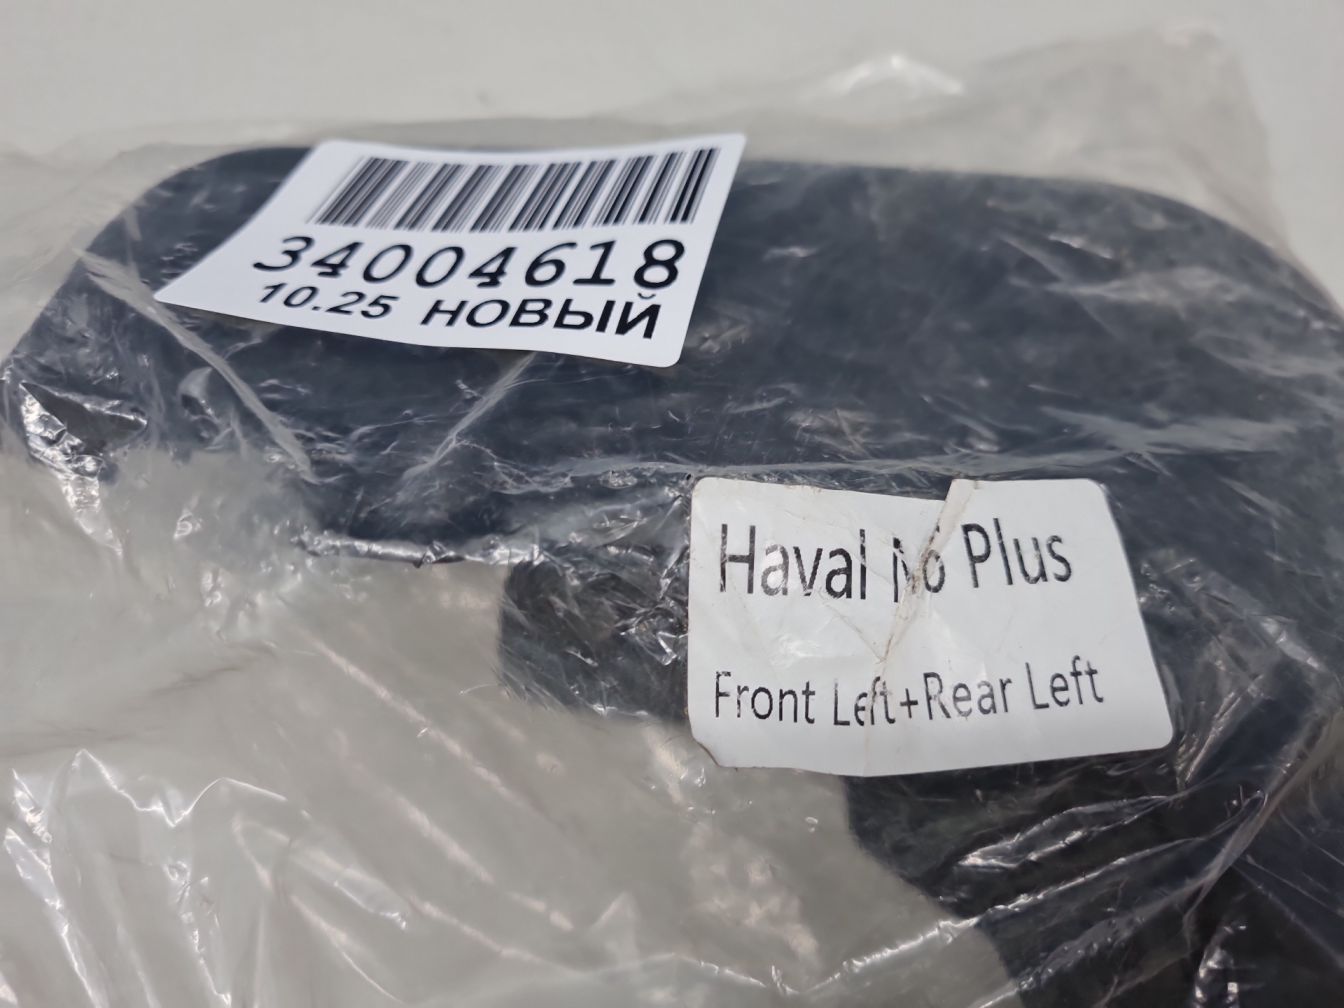 34004618
10.25 НОВЫЙ
Haval Plus
Front Left+Rear Left